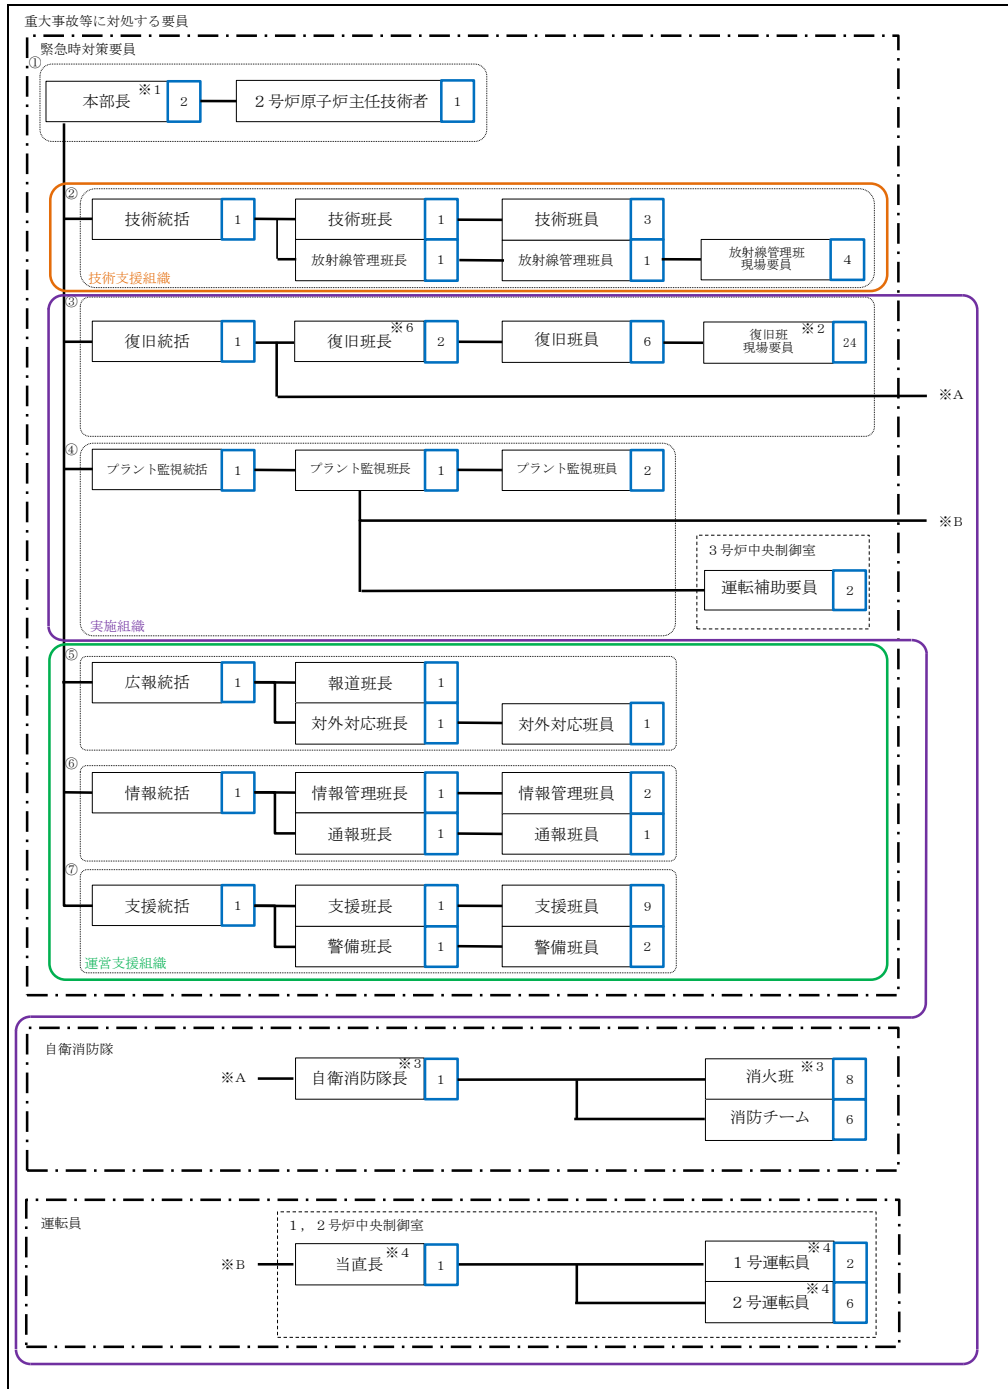 重大事故等に対処する要員
緊急時対策要員
①
本部長 ※1 2 2号炉原子炉主任技術者 1
②
技術統括 1 技術班長 1 技術班員 3
放射線管理班長 1 放射線管理班員 1 放射線管理班
現場要員 4
技術支援組織
③
復旧統括 1 復旧班長 ※6 2 復旧班員 6 復旧班
現場要員 ※2 24
※A
④
プラント監視統括 1 プラント監視班長 1 プラント監視班員 2
※B
3号炉中央制御室
運転補助要員 2
実施組織
⑤
広報統括 1 報道班長 1
対外対応班長 1 対外対応班員 1
⑥
情報統括 1 情報管理班長 1 情報管理班員 2
通報班長 1 通報班員 1
⑦
支援統括 1 支援班長 1 支援班員 9
警備班長 1 警備班員 2
運営支援組織
自衛消防隊
※A 自衛消防隊長 ※3 1 消火班 ※3 8
消防チーム 6
運転員
1,2号炉中央制御室
※B 当直長 ※4 1 1号運転員 ※4 2
2号運転員 ※4 6